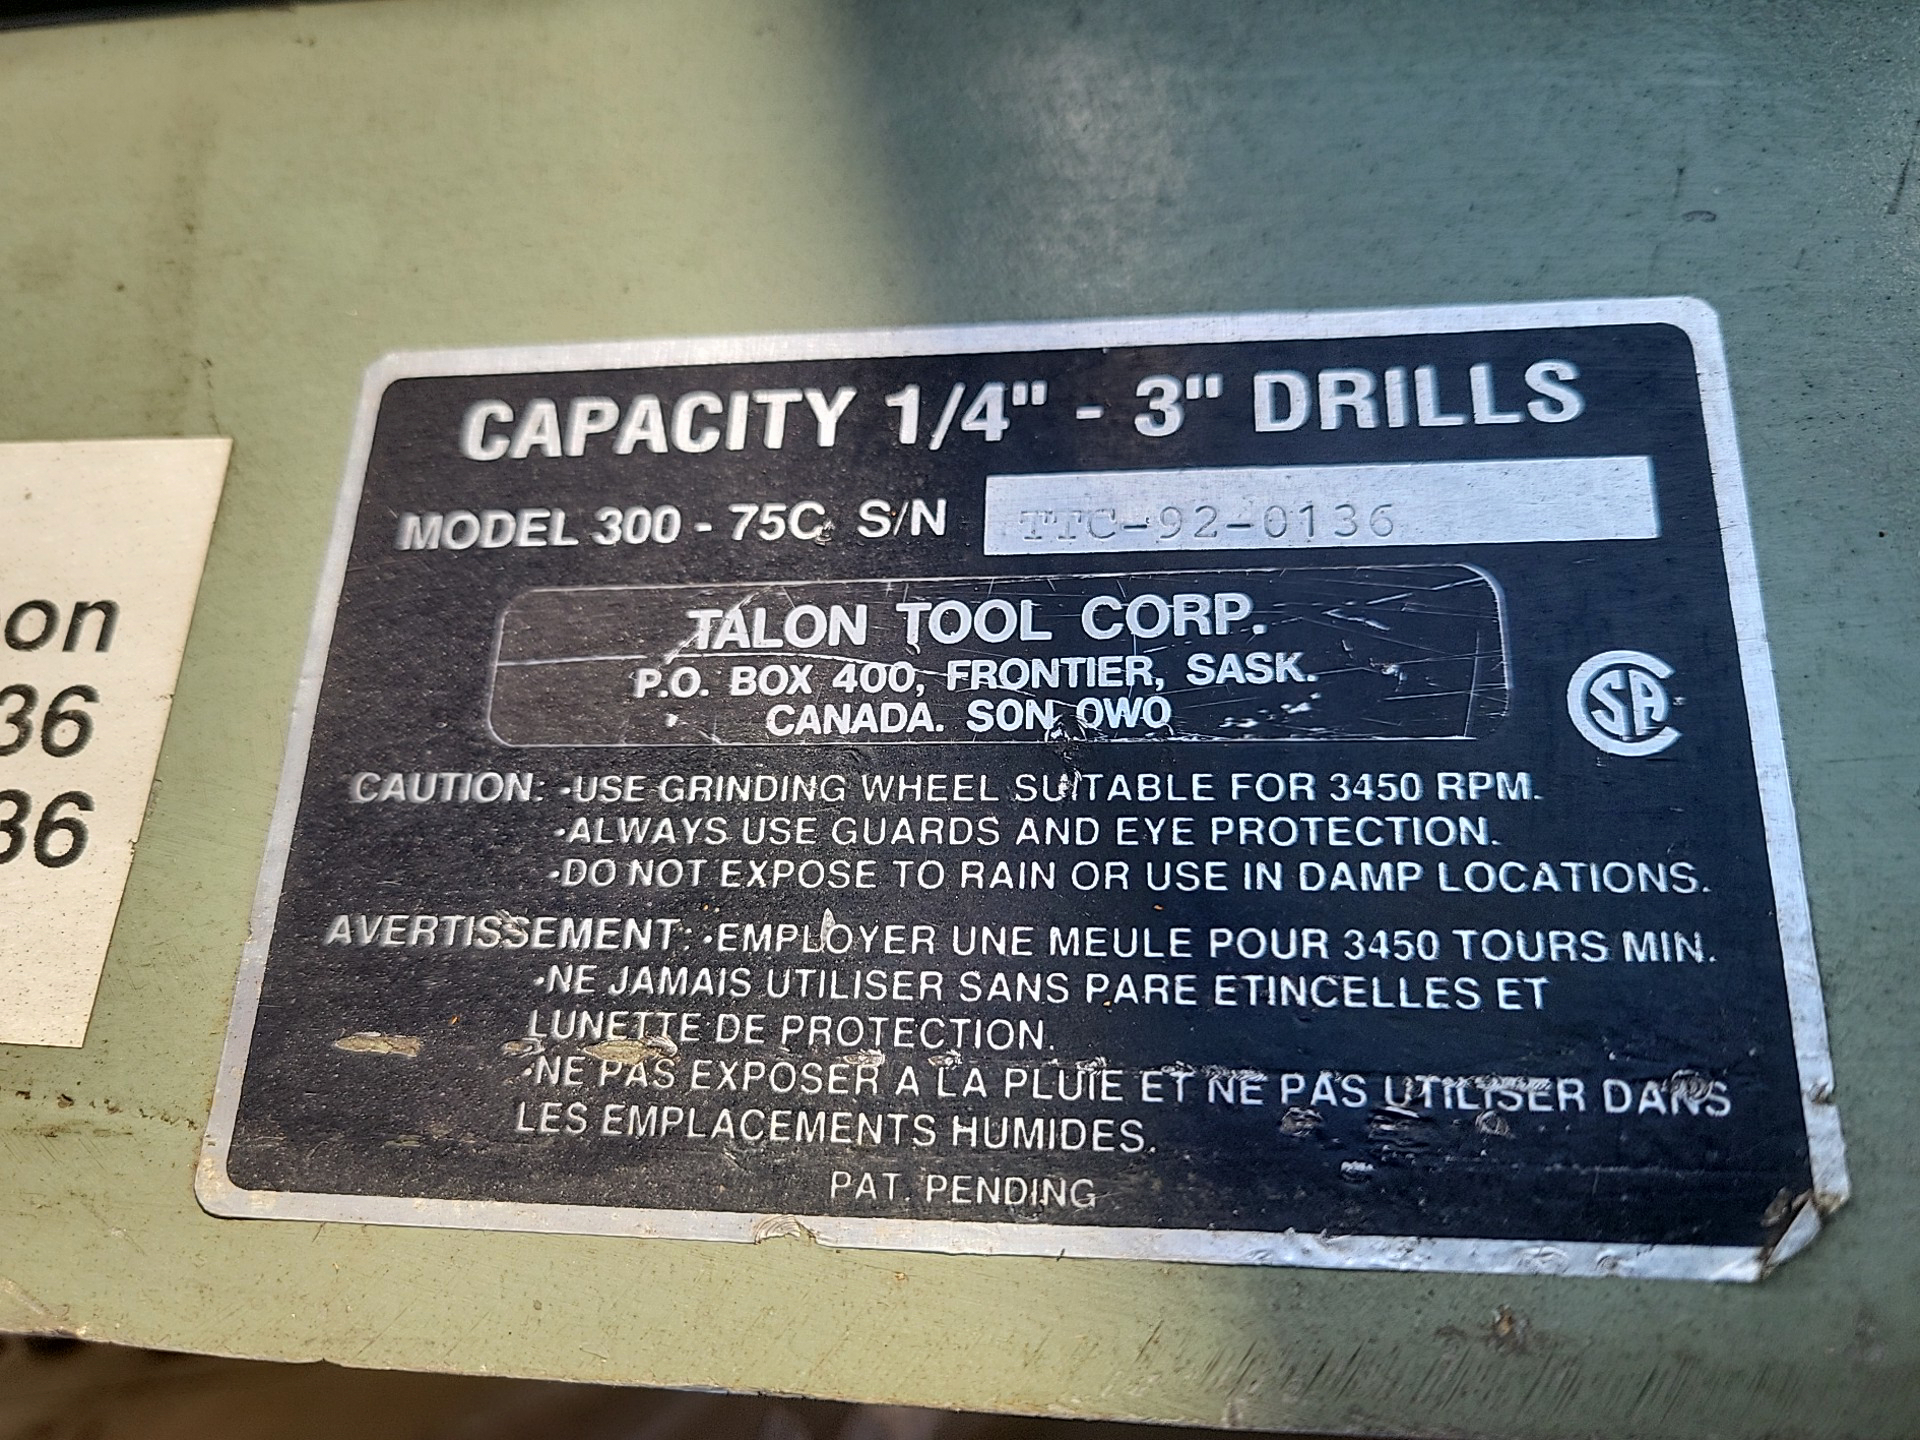 CAPACITY 1/4" - 3" DRILLS
MODEL 300 - 75C S/N TTC-92-0136
TALON TOOL CORP.
P.O. BOX 400, FRONTIER, SASK.
CANADA. SON OWO
CSA
CAUTION: ·USE GRINDING WHEEL SUITABLE FOR 3450 RPM.
·ALWAYS USE GUARDS AND EYE PROTECTION.
·DO NOT EXPOSE TO RAIN OR USE IN DAMP LOCATIONS.
AVERTISSEMENT: ·EMPLOYER UNE MEULE POUR 3450 TOURS MIN.
·NE JAMAIS UTILISER SANS PARE ETINCELLES ET
LUNETTE DE PROTECTION.
·NE PAS EXPOSER A LA PLUIE ET NE PAS UTILISER DANS
LES EMPLACEMENTS HUMIDES.
PAT. PENDING
on
36
36